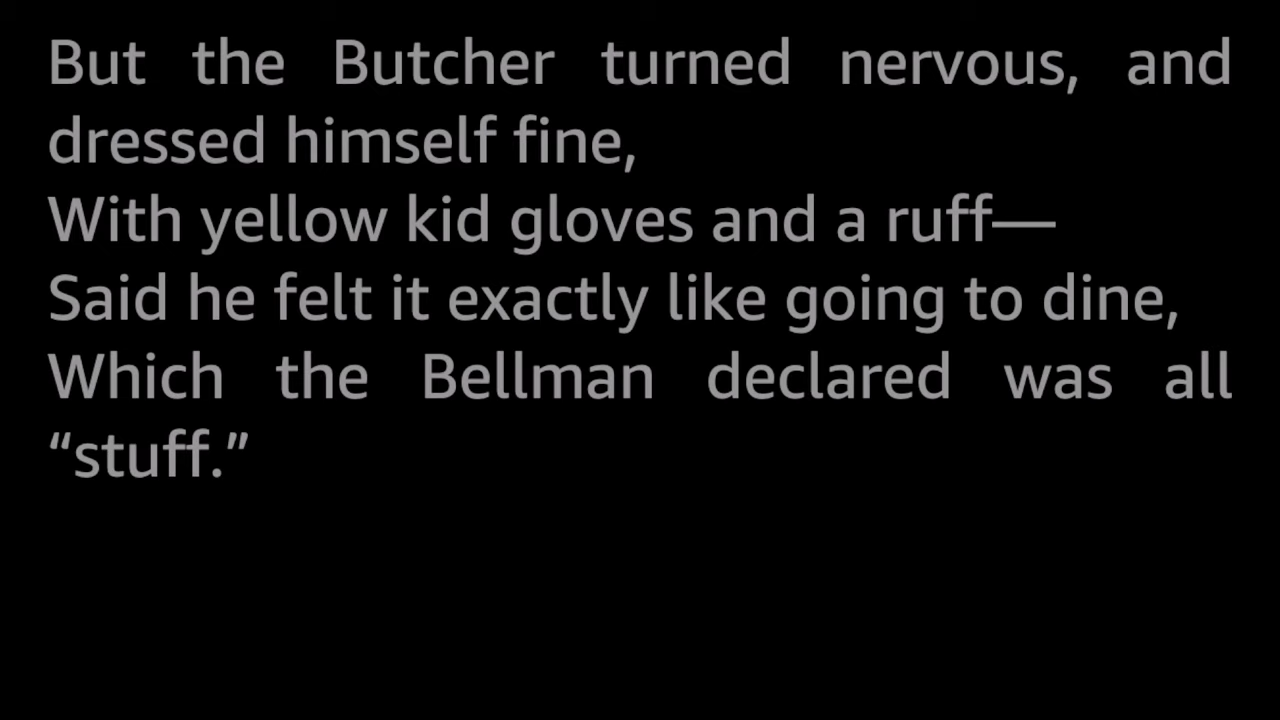 But the Butcher turned nervous, and
dressed himself fine,
With yellow kid gloves and a ruff—
Said he felt it exactly like going to dine,
Which the Bellman declared was all
“stuff.”